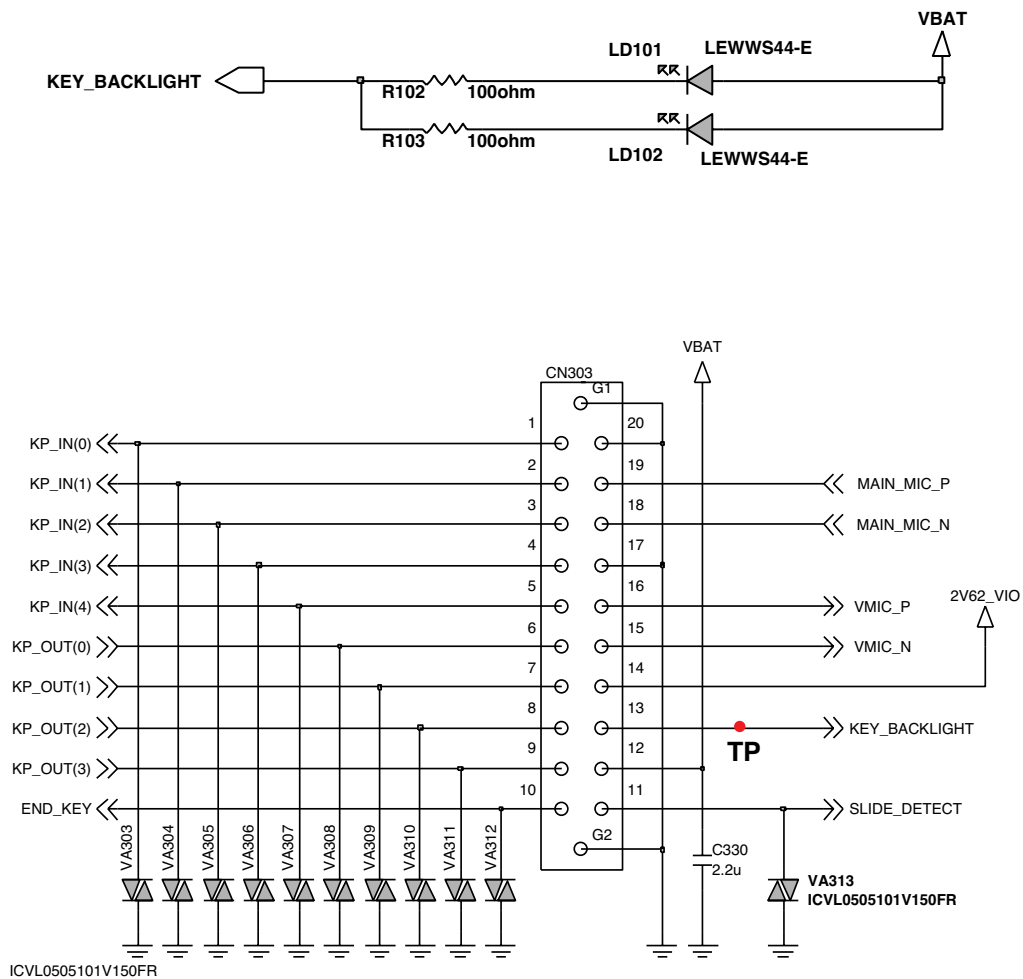 VBAT
LD101 LEWWS44-E
KEY_BACKLIGHT
R102 100ohm
R103 100ohm
LD102 LEWWS44-E
VBAT
CN303
G1
1 20
KP_IN(0)
2 19
KP_IN(1) MAIN_MIC_P
3 18
KP_IN(2) MAIN_MIC_N
4 17
KP_IN(3)
5 16
KP_IN(4) VMIC_P
2V62_VIO
6 15
KP_OUT(0) VMIC_N
7 14
KP_OUT(1)
8 13
KP_OUT(2) KEY_BACKLIGHT
TP
9 12
KP_OUT(3)
10 11
END_KEY SLIDE_DETECT
VA303 VA304 VA305 VA306 VA307 VA308 VA309 VA310 VA311 VA312
G2
C330
2.2u
VA313
ICVL0505101V150FR
ICVL0505101V150FR